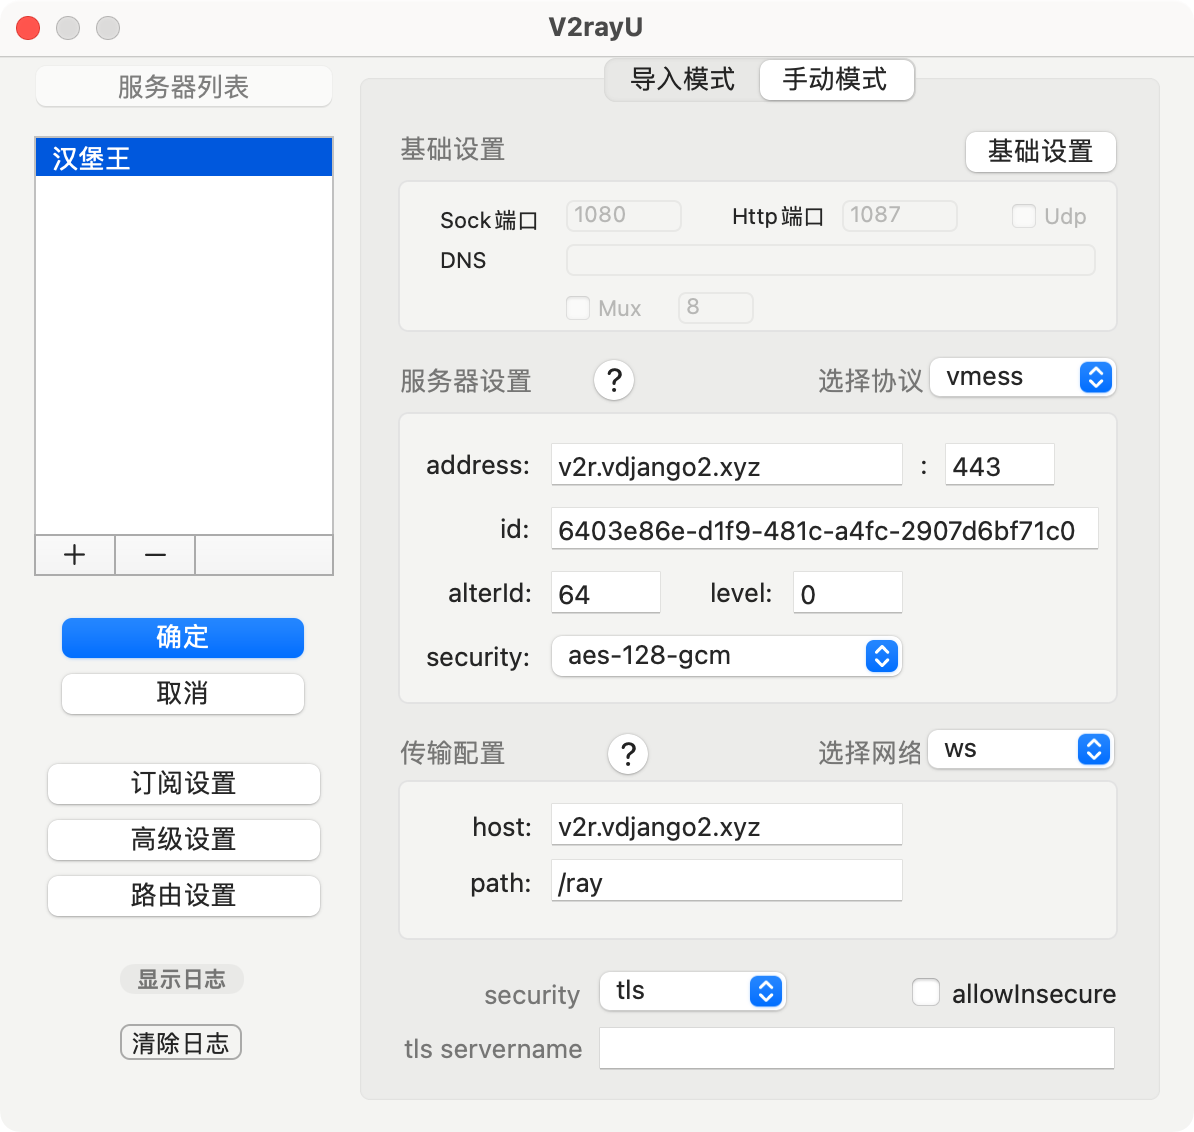 V2rayU
服务器列表
汉堡王
确定
取消
订阅设置
高级设置
路由设置
显示日志
清除日志
导入模式 手动模式
基础设置 基础设置
Sock端口 1080 Http端口 1087 Udp
DNS
Mux 8
服务器设置 ? 选择协议 vmess
address: v2r.vdjango2.xyz : 443
id: 6403e86e-d1f9-481c-a4fc-2907d6bf71c0
alterId: 64 level: 0
security: aes-128-gcm
传输配置 ? 选择网络 ws
host: v2r.vdjango2.xyz
path: /ray
security tls allowInsecure
tls servername